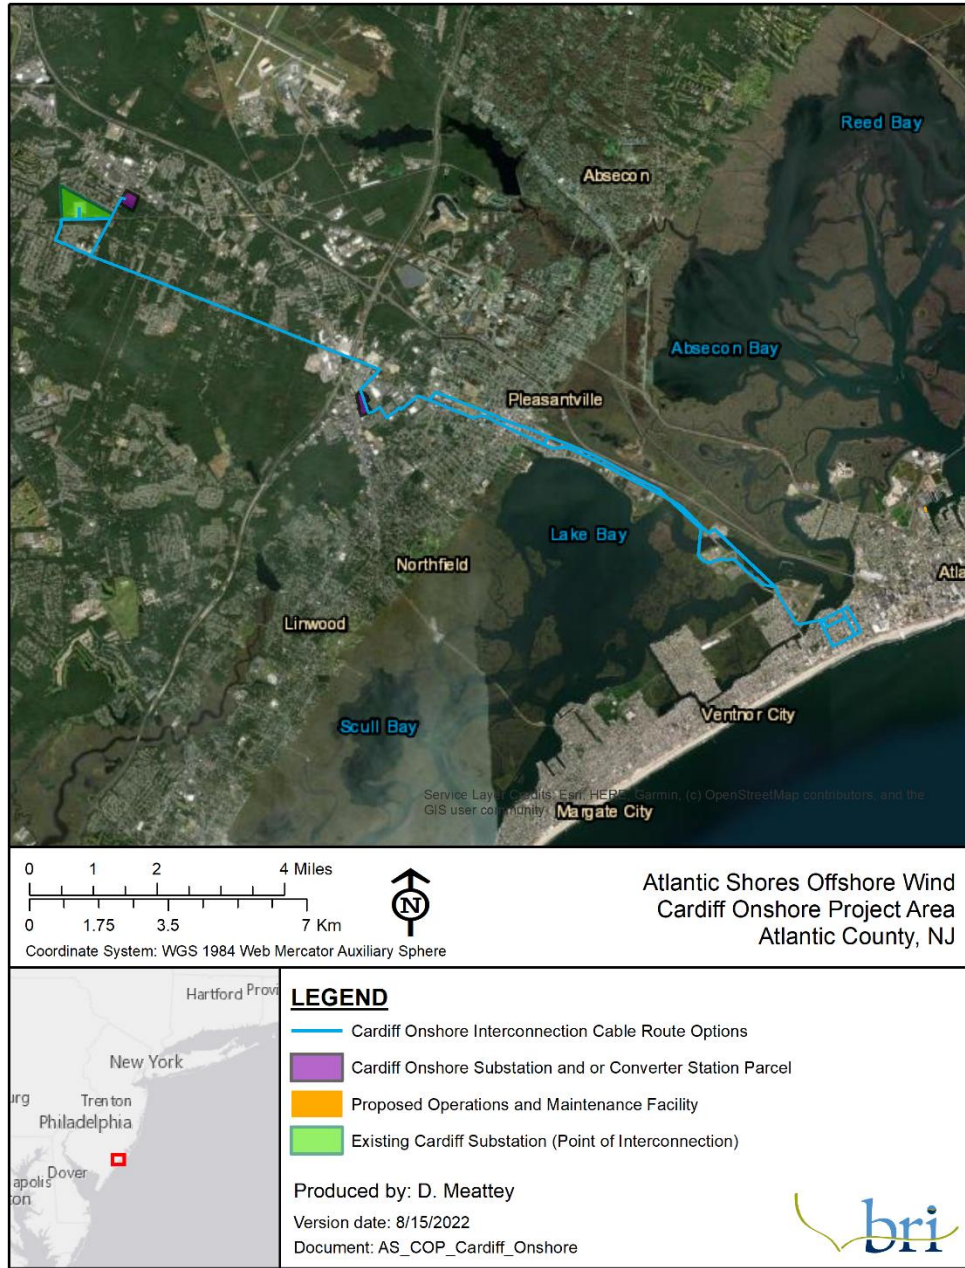 Reed Bay
Absecon
Absecon Bay
Pleasantville
Lake Bay
Northfield
Atla
Linwood
Ventnor City
Scull Bay
Service Layer Credits: Esri, HERE, Garmin, (c) OpenStreetMap contributors, and the
GIS user community
Margate City
0 1 2 4 Miles
0 1.75 3.5 7 Km
Coordinate System: WGS 1984 Web Mercator Auxiliary Sphere
N
Atlantic Shores Offshore Wind
Cardiff Onshore Project Area
Atlantic County, NJ
Hartford Provi
New York
Trenton
urg
Philadelphia
Dover
apolis
ton
LEGEND
Cardiff Onshore Interconnection Cable Route Options
Cardiff Onshore Substation and or Converter Station Parcel
Proposed Operations and Maintenance Facility
Existing Cardiff Substation (Point of Interconnection)
Produced by: D. Meattey
Version date: 8/15/2022
Document: AS_COP_Cardiff_Onshore
bri